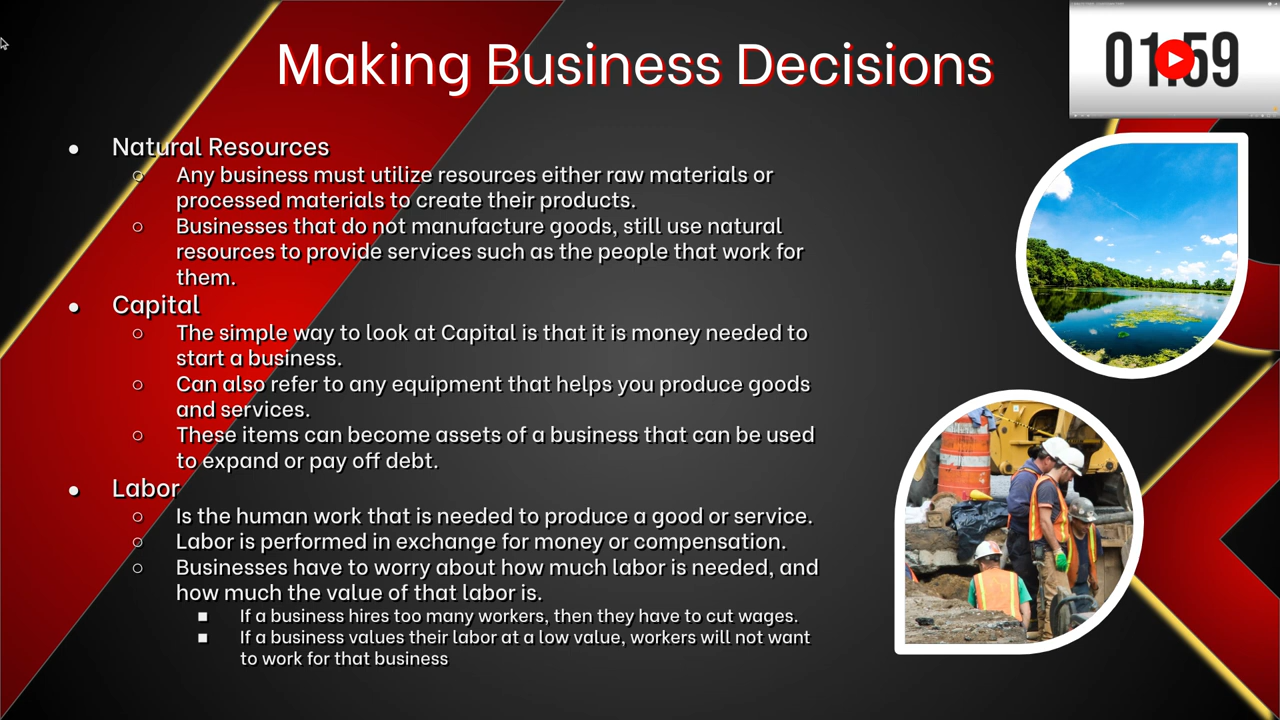 Making Business Decisions
01:59
● Natural Resources
○ Any business must utilize resources either raw materials or
processed materials to create their products.
○ Businesses that do not manufacture goods, still use natural
resources to provide services such as the people that work for
them.
● Capital
○ The simple way to look at Capital is that it is money needed to
start a business.
○ Can also refer to any equipment that helps you produce goods
and services.
○ These items can become assets of a business that can be used
to expand or pay off debt.
● Labor
○ Is the human work that is needed to produce a good or service.
○ Labor is performed in exchange for money or compensation.
○ Businesses have to worry about how much labor is needed, and
how much the value of that labor is.
■ If a business hires too many workers, then they have to cut wages.
■ If a business values their labor at a low value, workers will not want
to work for that business